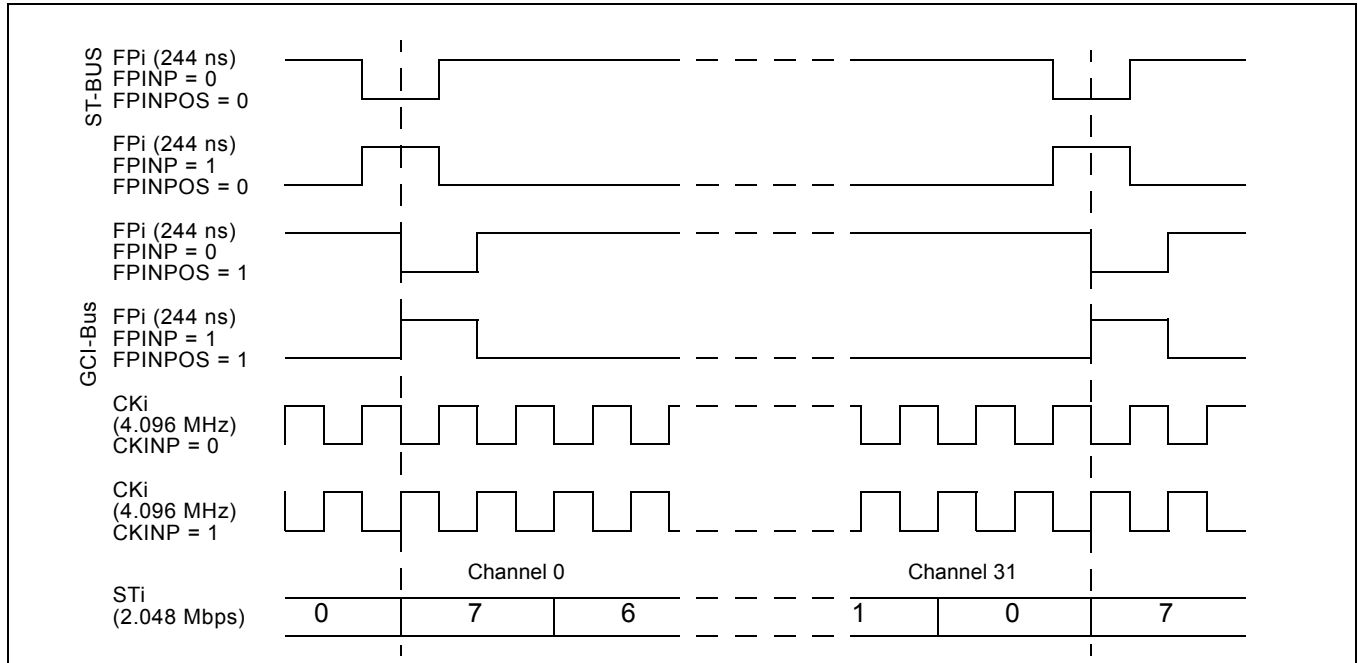 ST-BUS
FPi (244 ns)
FPINP = 0
FPINPOS = 0
FPi (244 ns)
FPINP = 1
FPINPOS = 0
FPi (244 ns)
FPINP = 0
FPINPOS = 1
GCI-Bus
FPi (244 ns)
FPINP = 1
FPINPOS = 1
CKi
(4.096 MHz)
CKINP = 0
CKi
(4.096 MHz)
CKINP = 1
Channel 0 Channel 31
STi
(2.048 Mbps) 0 7 6 1 0 7